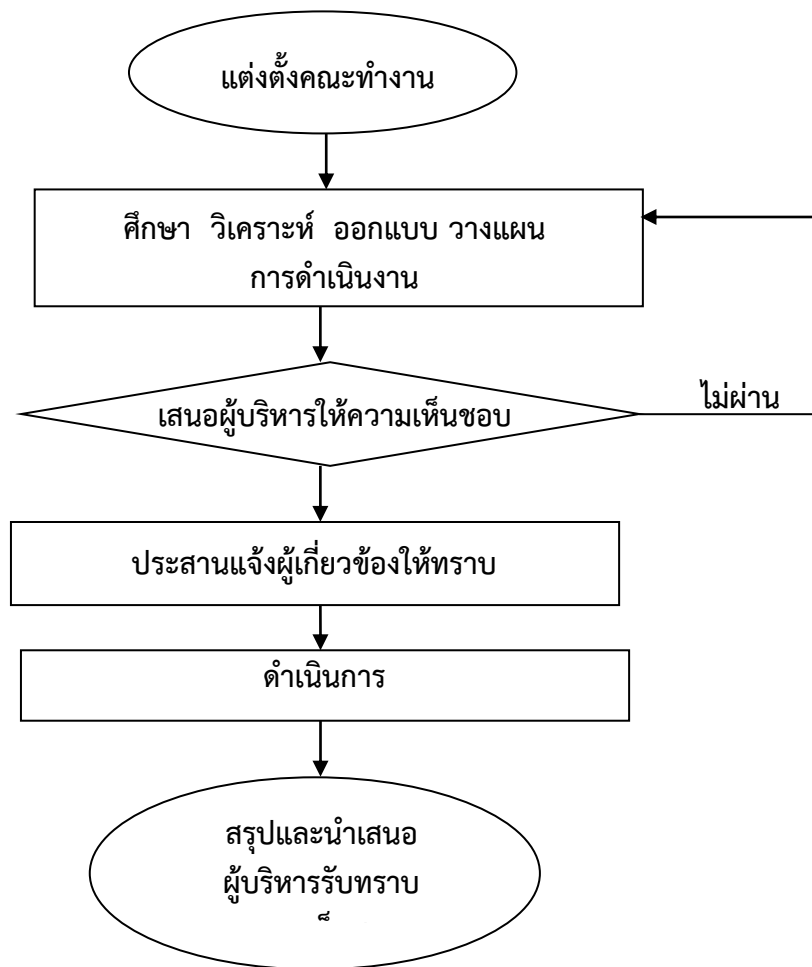 แต่งตั้งคณะทำงาน
ศึกษา วิเคราะห์ ออกแบบ วางแผน
การดำเนินงาน
เสนอผู้บริหารให้ความเห็นชอบ
ไม่ผ่าน
ประสานแจ้งผู้เกี่ยวข้องให้ทราบ
ดำเนินการ
สรุปและนำเสนอ
ผู้บริหารรับทราบ